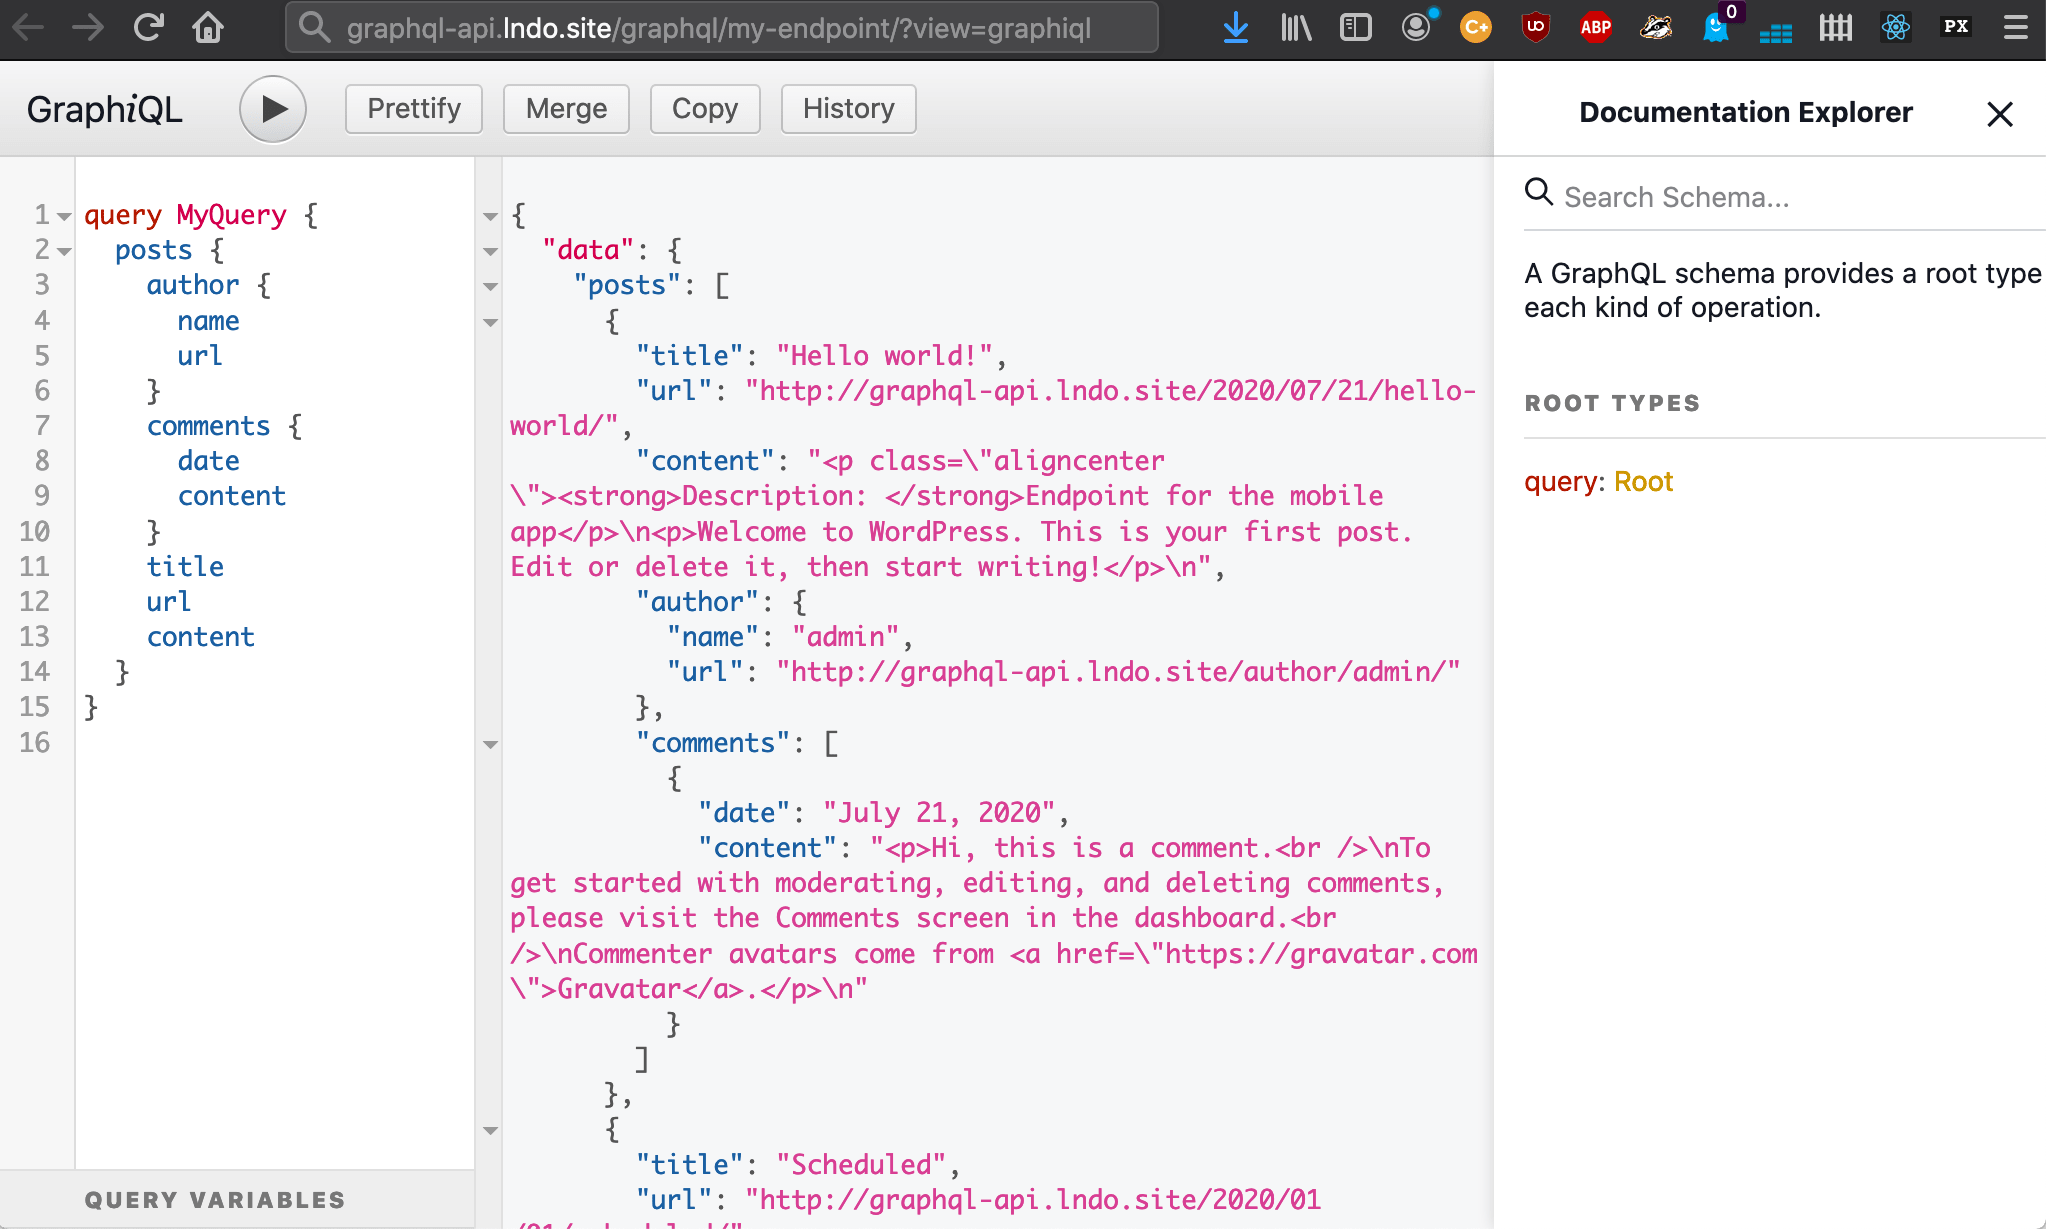 graphql-api.lndo.site/graphql/my-endpoint/?view=graphiql
C+
UO
ABP
0
PX
GraphiQL
Prettify
Merge
Copy
History
Documentation Explorer
1 query MyQuery {
2 posts {
3 author {
4 name
5 url
6 }
7 comments {
8 date
9 content
10 }
11 title
12 url
13 content
14 }
15 }
16
QUERY VARIABLES
{
"data": {
"posts": [
{
"title": "Hello world!",
"url": "http://graphql-api.lndo.site/2020/07/21/hello-
world/",
"content": "<p class=\"aligncenter
\"><strong>Description: </strong>Endpoint for the mobile
app</p>\n<p>Welcome to WordPress. This is your first post.
Edit or delete it, then start writing!</p>\n",
"author": {
"name": "admin",
"url": "http://graphql-api.lndo.site/author/admin/"
},
"comments": [
{
"date": "July 21, 2020",
"content": "<p>Hi, this is a comment.<br />\nTo
get started with moderating, editing, and deleting comments,
please visit the Comments screen in the dashboard.<br
/>\nCommenter avatars come from <a href=\"https://gravatar.com
\">Gravatar</a>.</p>\n"
}
]
},
{
"title": "Scheduled",
"url": "http://graphql-api.lndo.site/2020/01
Search Schema...
A GraphQL schema provides a root type
each kind of operation.
ROOT TYPES
query: Root